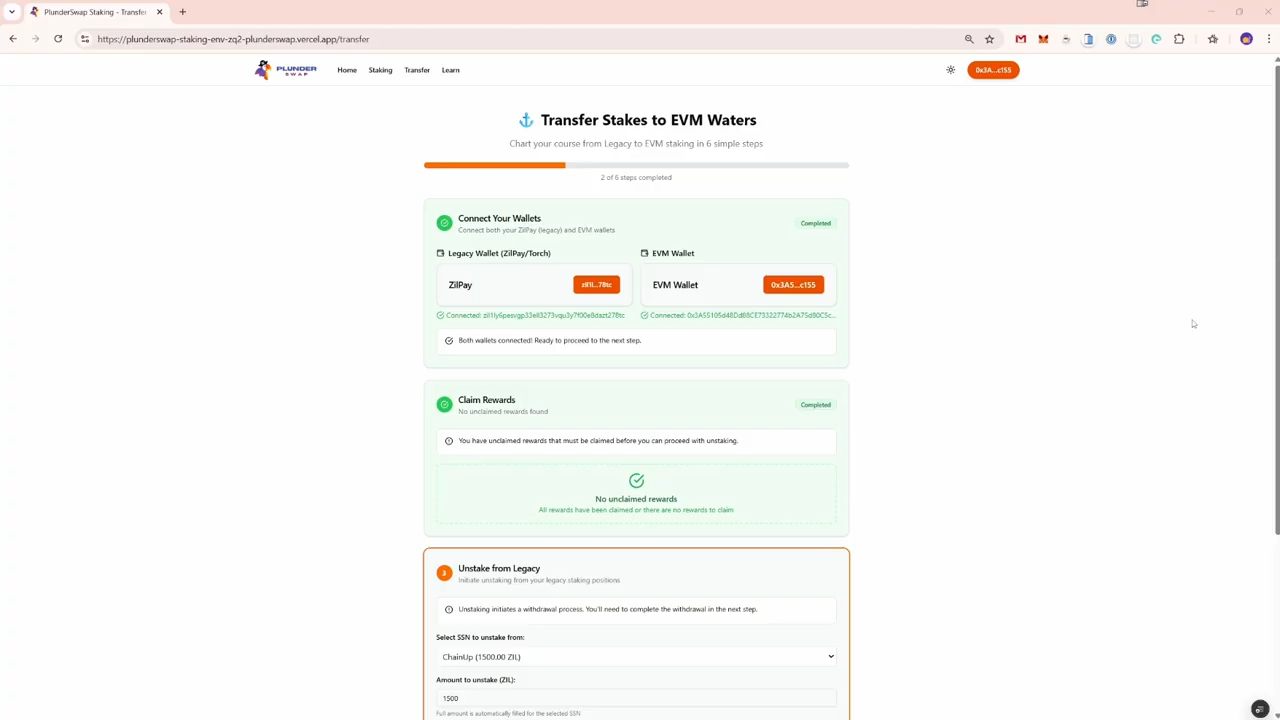 PlunderSwap Staking - Transfer
https://plunderswap-staking-env-zq2-plunderswap.vercel.app/transfer
PLUNDER
SWAP
Home
Staking
Transfer
Learn
0x3A...c155
Transfer Stakes to EVM Waters
Chart your course from Legacy to EVM staking in 6 simple steps
2 of 6 steps completed
Connect Your Wallets
Connect both your ZilPay (legacy) and EVM wallets
Completed
Legacy Wallet (ZilPay/Torch)
EVM Wallet
ZilPay
zil1l...78tc
EVM Wallet
0x3A5...c155
Connected: zil1ly6pesvgp33ell3273vqu3y7f00e8dazt278tc
Connected: 0x3A55105d48Dd88CE73322774b2A75d80C5c...
Both wallets connected! Ready to proceed to the next step.
Claim Rewards
No unclaimed rewards found
Completed
You have unclaimed rewards that must be claimed before you can proceed with unstaking.
No unclaimed rewards
All rewards have been claimed or there are no rewards to claim
3
Unstake from Legacy
Initiate unstaking from your legacy staking positions
Unstaking initiates a withdrawal process. You'll need to complete the withdrawal in the next step.
Select SSN to unstake from:
ChainUp (1500.00 ZIL)
Amount to unstake (ZIL):
1500
Full amount is automatically filled for the selected SSN